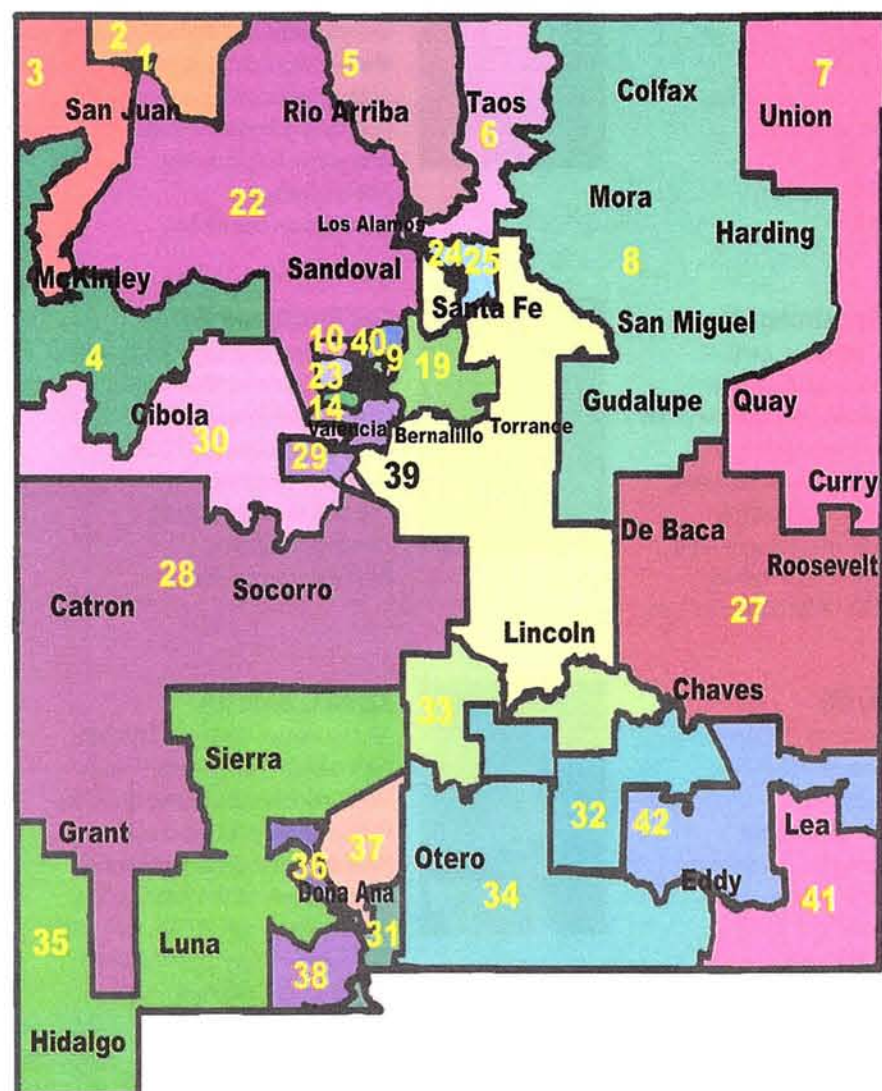 2
1
3
5
7
Taos
Colfax
San Juan
Rio Arriba
Union
6
22
Mora
Los Alamos
Harding
24
25
8
McKinley
Sandoval
Santa Fe
San Miguel
10
40
9
19
4
23
14
Gudalupe
Quay
Cibola
30
Valencia
Bernalillo
Torrance
29
39
Curry
De Baca
28
Socorro
Roosevelt
Catron
27
Lincoln
33
Chaves
Sierra
Grant
32
42
Lea
36
37
Otero
Eddy
Doña Ana
34
41
35
Luna
31
38
Hidalgo